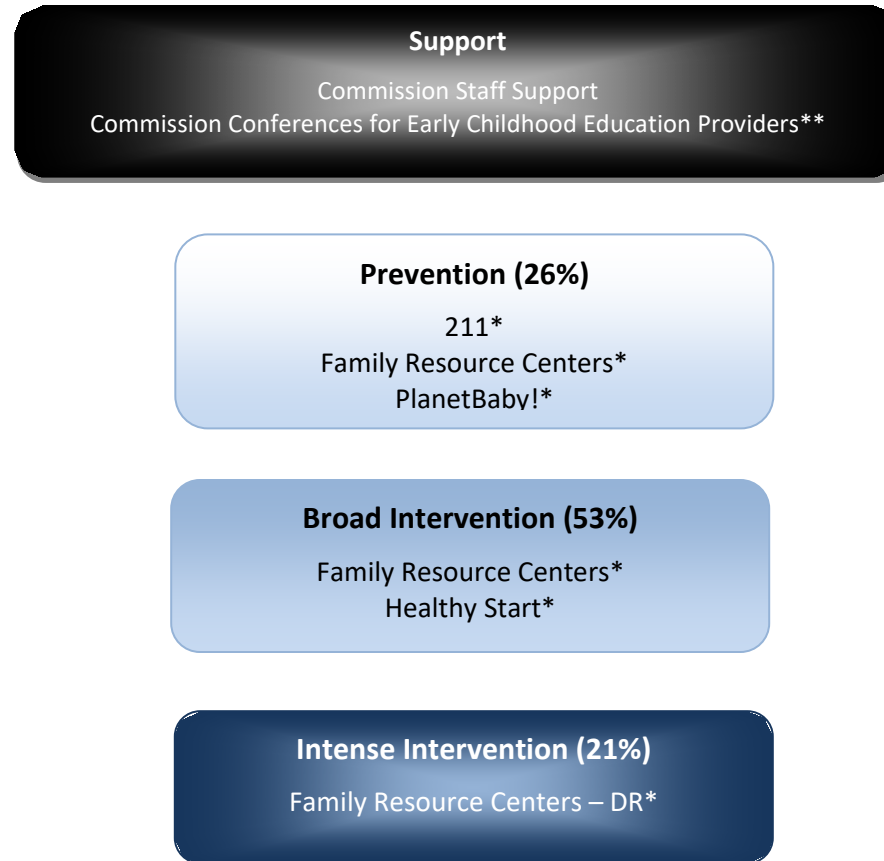 Support
Commission Staff Support
Commission Conferences for Early Childhood Education Providers**
Prevention (26%)
211*
Family Resource Centers*
PlanetBaby!*
Broad Intervention (53%)
Family Resource Centers*
Healthy Start*
Intense Intervention (21%)
Family Resource Centers – DR*